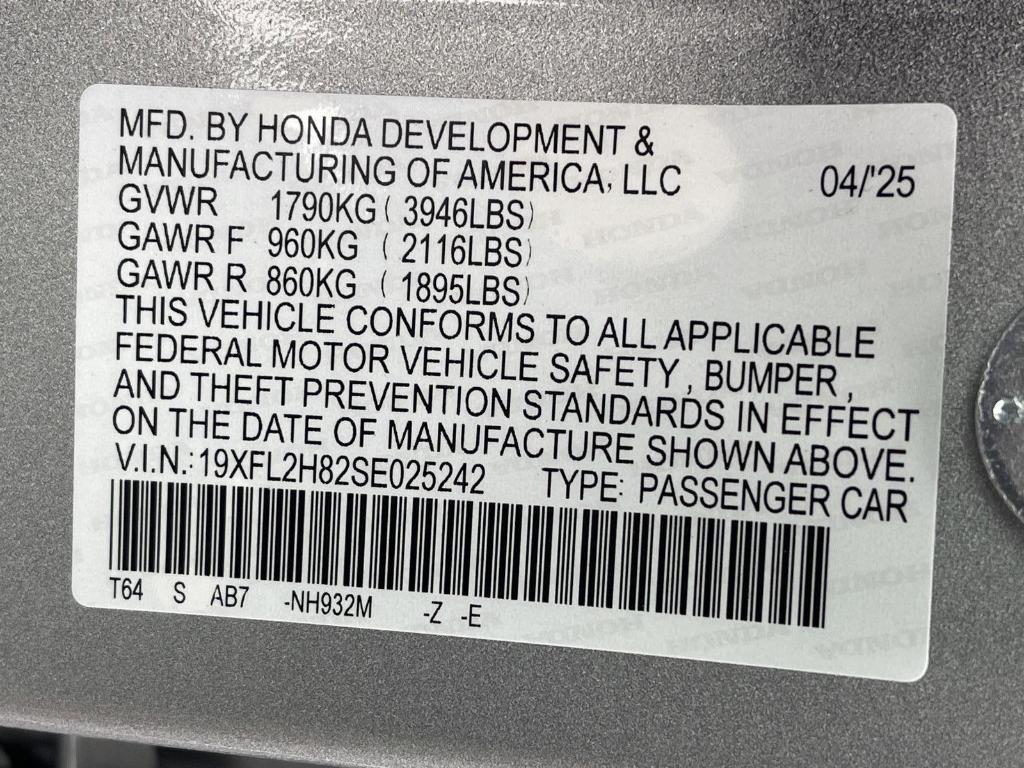 MFD. BY HONDA DEVELOPMENT &
MANUFACTURING OF AMERICA, LLC 04/'25
GVWR 1790KG ( 3946LBS)
GAWR F 960KG ( 2116LBS)
GAWR R 860KG ( 1895LBS)
THIS VEHICLE CONFORMS TO ALL APPLICABLE
FEDERAL MOTOR VEHICLE SAFETY, BUMPER,
AND THEFT PREVENTION STANDARDS IN EFFECT
ON THE DATE OF MANUFACTURE SHOWN ABOVE.
V.I.N.: 19XFL2H82SE025242 TYPE: PASSENGER CAR
T64 S AB7 -NH932M -Z -E